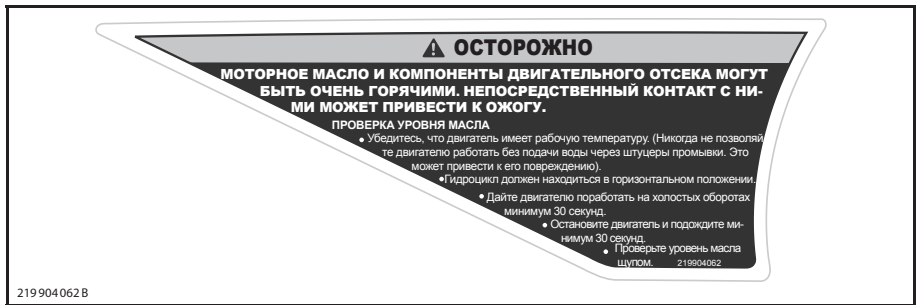 ОСТОРОЖНО
МОТОРНОЕ МАСЛО И КОМПОНЕНТЫ ДВИГАТЕЛЬНОГО ОТСЕКА МОГУТ
БЫТЬ ОЧЕНЬ ГОРЯЧИМИ. НЕПОСРЕДСТВЕННЫЙ КОНТАКТ С НИ-
МИ МОЖЕТ ПРИВЕСТИ К ОЖОГУ.
ПРОВЕРКА УРОВНЯ МАСЛА
• Убедитесь, что двигатель имеет рабочую температуру. (Никогда не позволяй
те двигателю работать без подачи воды через штуцеры промывки. Это
может привести к его повреждению).
•Гидроцикл должен находиться в горизонтальном положении.
• Дайте двигателю поработать на холостых оборотах
минимум 30 секунд.
• Остановите двигатель и подождите ми-
нимум 30 секунд.
• Проверьте уровень масла
щупом. 219904062
219 904 062 B